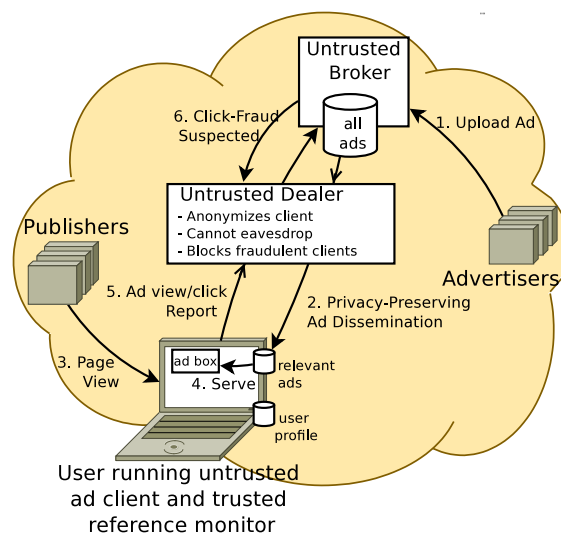 Untrusted
Broker
all
ads
6. Click-Fraud
Suspected
1. Upload Ad
Untrusted Dealer
- Anonymizes client
- Cannot eavesdrop
- Blocks fraudulent clients
Publishers
Advertisers
5. Ad view/click
Report
2. Privacy-Preserving
Ad Dissemination
3. Page
View
ad box
4. Serve
relevant
ads
user
profile
User running untrusted
ad client and trusted
reference monitor